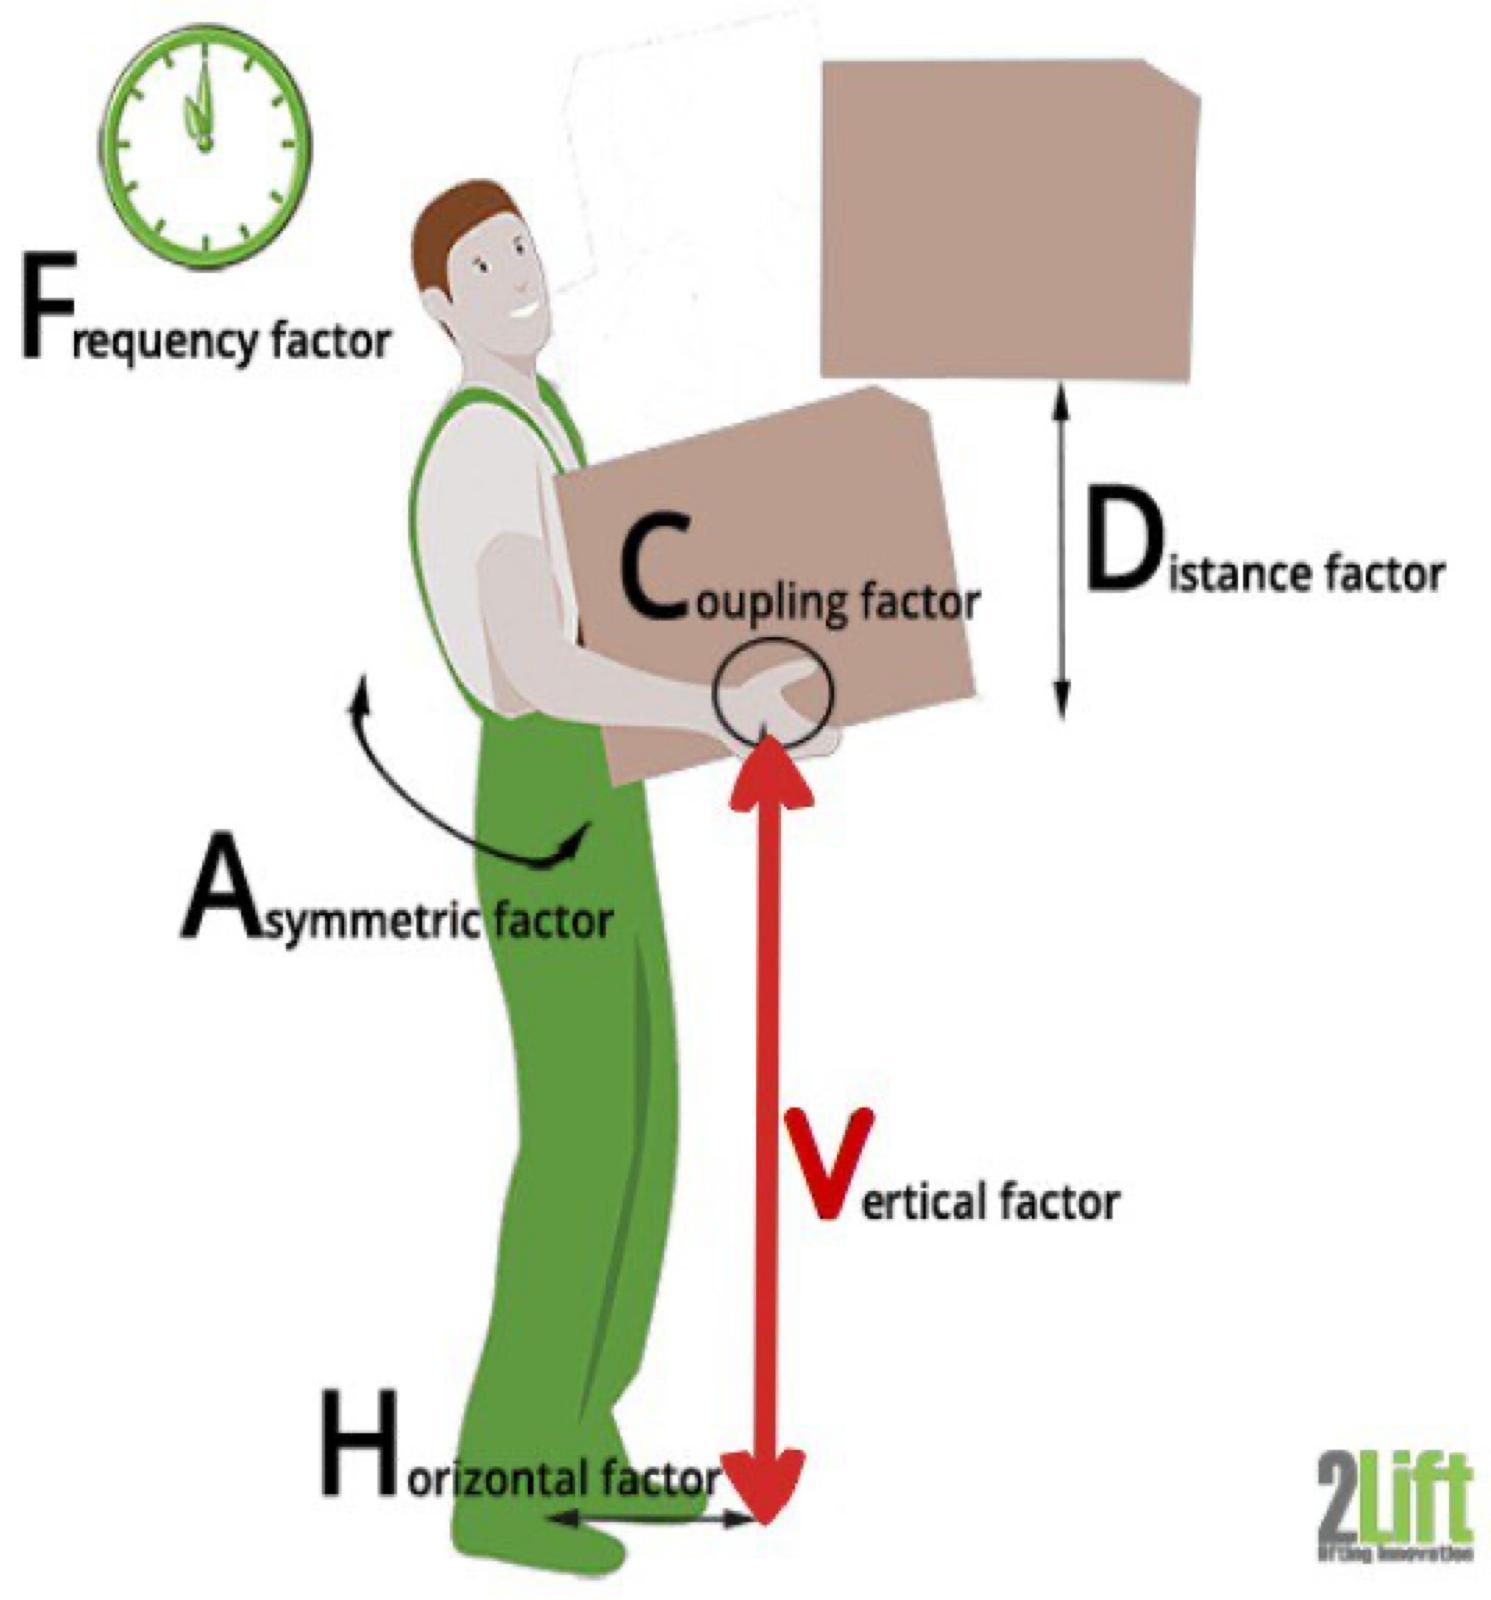 Frequency factor
Coupling factor
Distance factor
Asymmetric factor
Vertical factor
Horizontal factor
2Lift
lifting innovation